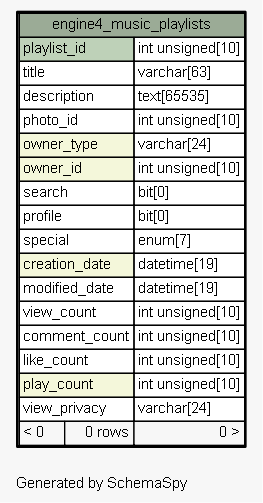 engine4_music_playlists
playlist_id int unsigned[10]
title varchar[63]
description text[65535]
photo_id int unsigned[10]
owner_type varchar[24]
owner_id int unsigned[10]
search bit[0]
profile bit[0]
special enum[7]
creation_date datetime[19]
modified_date datetime[19]
view_count int unsigned[10]
comment_count int unsigned[10]
like_count int unsigned[10]
play_count int unsigned[10]
view_privacy varchar[24]
< 0 0 rows 0 >
Generated by SchemaSpy